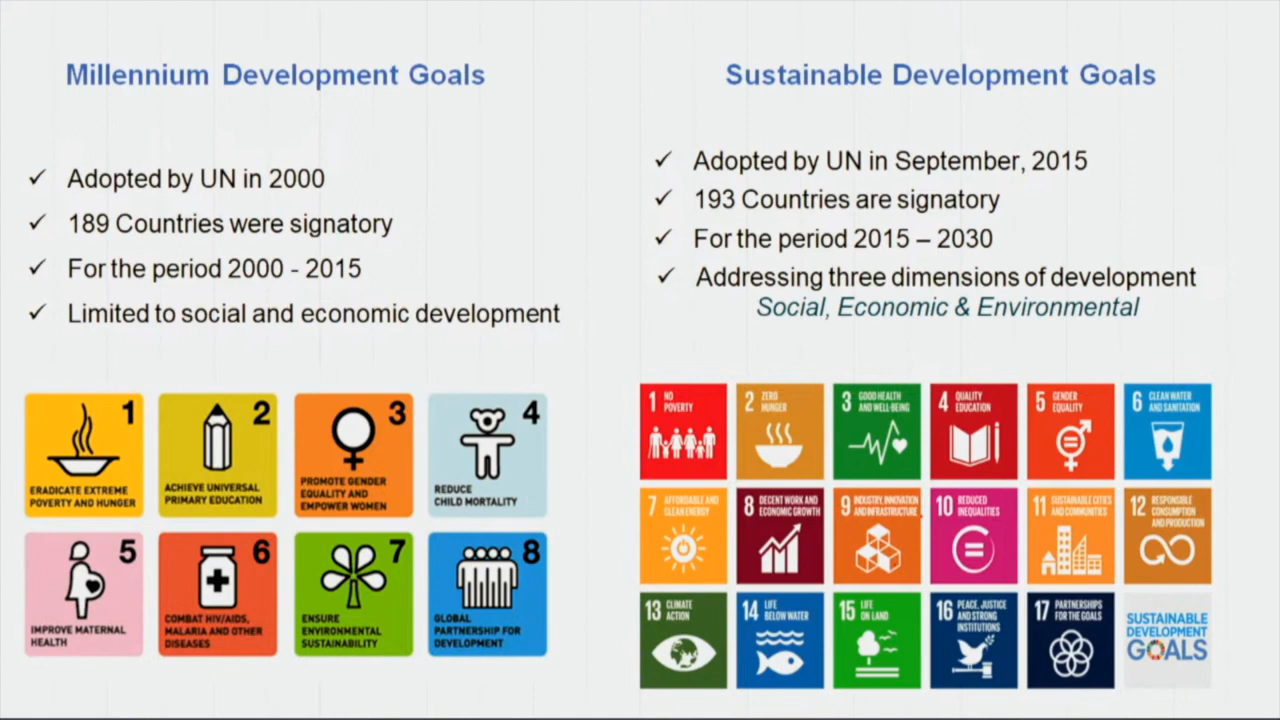 Millennium Development Goals
✓ Adopted by UN in 2000
✓ 189 Countries were signatory
✓ For the period 2000 - 2015
✓ Limited to social and economic development
1
ERADICATE EXTREME
POVERTY AND HUNGER
2
ACHIEVE UNIVERSAL
PRIMARY EDUCATION
3
PROMOTE GENDER
EQUALITY AND
EMPOWER WOMEN
4
REDUCE
CHILD MORTALITY
5
IMPROVE MATERNAL
HEALTH
6
COMBAT HIV/AIDS,
MALARIA AND OTHER
DISEASES
7
ENSURE
ENVIRONMENTAL
SUSTAINABILITY
8
GLOBAL
PARTNERSHIP FOR
DEVELOPMENT
Sustainable Development Goals
✓ Adopted by UN in September, 2015
✓ 193 Countries are signatory
✓ For the period 2015 – 2030
✓ Addressing three dimensions of development
Social, Economic & Environmental
1 NO
POVERTY
2 ZERO
HUNGER
3 GOOD HEALTH
AND WELL-BEING
4 QUALITY
EDUCATION
5 GENDER
EQUALITY
6 CLEAN WATER
AND SANITATION
7 AFFORDABLE AND
CLEAN ENERGY
8 DECENT WORK AND
ECONOMIC GROWTH
9 INDUSTRY, INNOVATION
AND INFRASTRUCTURE
10 REDUCED
INEQUALITIES
11 SUSTAINABLE CITIES
AND COMMUNITIES
12 RESPONSIBLE
CONSUMPTION
AND PRODUCTION
13 CLIMATE
ACTION
14 LIFE
BELOW WATER
15 LIFE
ON LAND
16 PEACE, JUSTICE
AND STRONG
INSTITUTIONS
17 PARTNERSHIPS
FOR THE GOALS
SUSTAINABLE
DEVELOPMENT
GOALS